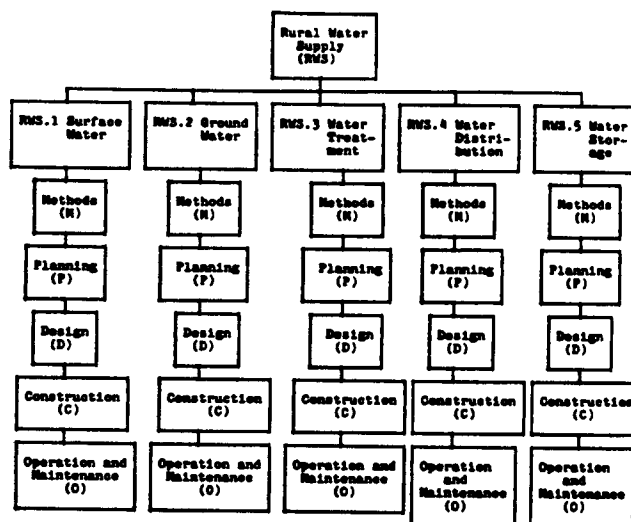 Rural Water
Supply
(RWS)
RWS.1 Surface
Water
RWS.2 Ground
Water
RWS.3 Water
Treat-
ment
RWS.4 Water
Distri-
bution
RWS.5 Water
Stor-
age
Methods
(M)
Methods
(M)
Methods
(M)
Methods
(M)
Methods
(M)
Planning
(P)
Planning
(P)
Planning
(P)
Planning
(P)
Planning
(P)
Design
(D)
Design
(D)
Design
(D)
Design
(D)
Design
(D)
Construction
(C)
Construction
(C)
Construction
(C)
Construction
(C)
Construction
(C)
Operation and
Maintenance
(O)
Operation and
Maintenance
(O)
Operation and
Maintenance
(O)
Operation
and
Maintenance
(O)
Operation
and
Maintenance
(O)